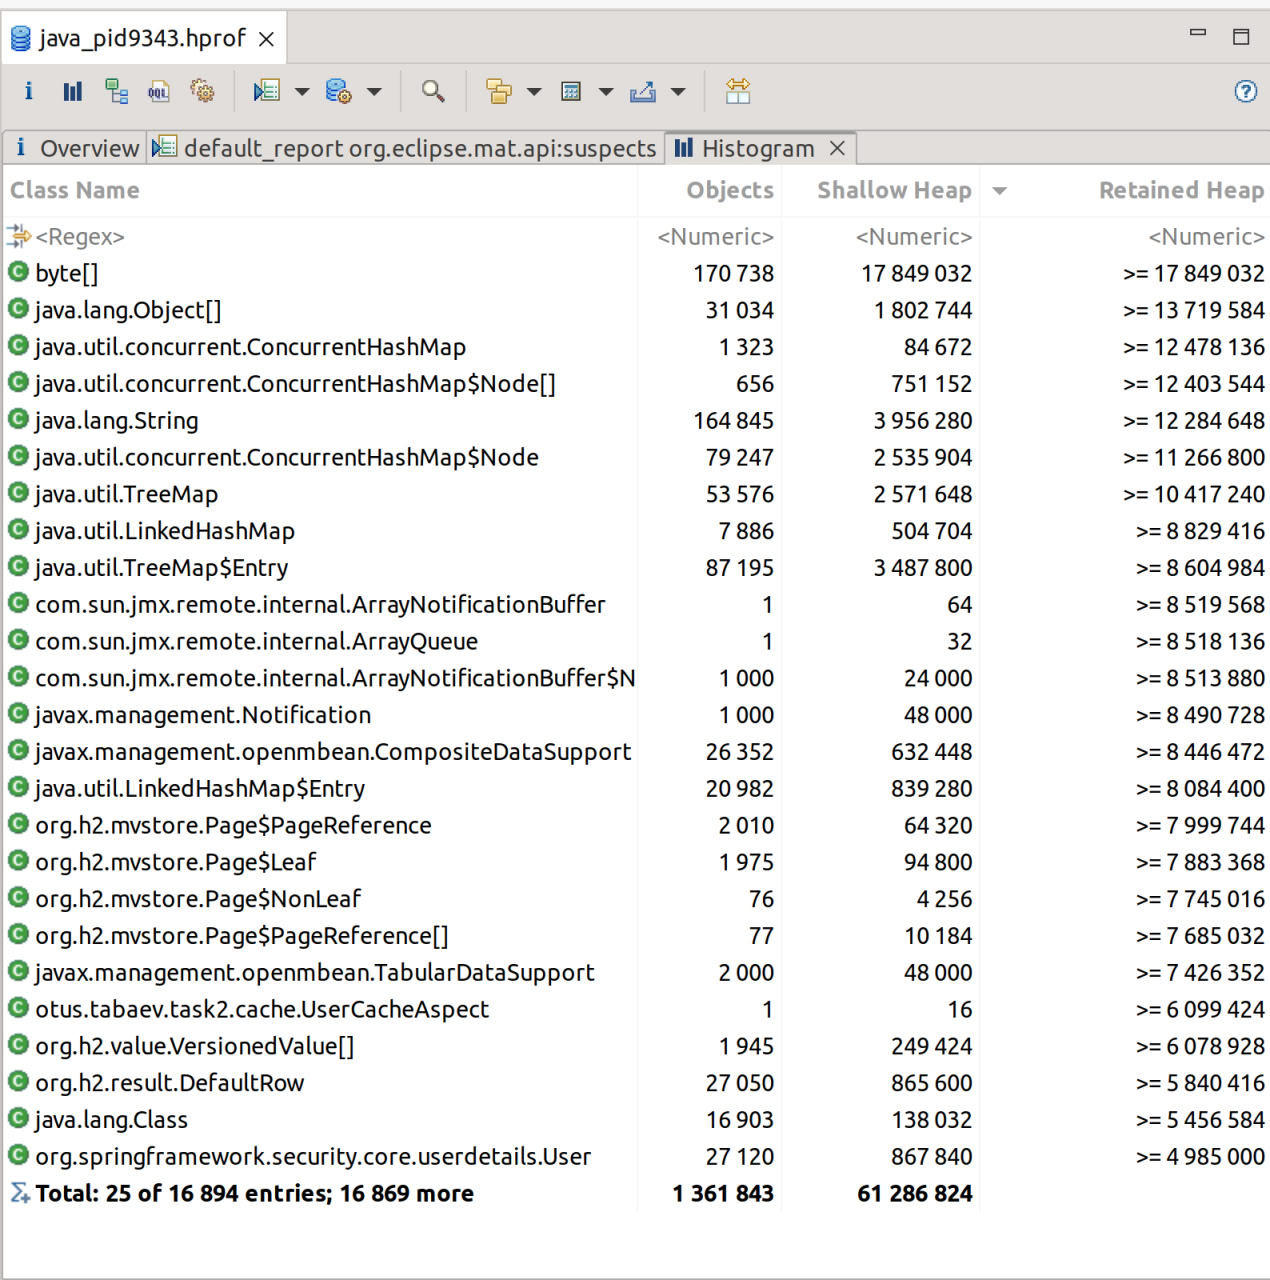 java_pid9343.hprof
i OQL ?
i Overview default_report org.eclipse.mat.api:suspects Histogram
Class Name Objects Shallow Heap Retained Heap
<Regex> <Numeric> <Numeric> <Numeric>
byte[] 170 738 17 849 032 >= 17 849 032
java.lang.Object[] 31 034 1 802 744 >= 13 719 584
java.util.concurrent.ConcurrentHashMap 1 323 84 672 >= 12 478 136
java.util.concurrent.ConcurrentHashMap$Node[] 656 751 152 >= 12 403 544
java.lang.String 164 845 3 956 280 >= 12 284 648
java.util.concurrent.ConcurrentHashMap$Node 79 247 2 535 904 >= 11 266 800
java.util.TreeMap 53 576 2 571 648 >= 10 417 240
java.util.LinkedHashMap 7 886 504 704 >= 8 829 416
java.util.TreeMap$Entry 87 195 3 487 800 >= 8 604 984
com.sun.jmx.remote.internal.ArrayNotificationBuffer 1 64 >= 8 519 568
com.sun.jmx.remote.internal.ArrayQueue 1 32 >= 8 518 136
com.sun.jmx.remote.internal.ArrayNotificationBuffer$N 1 000 24 000 >= 8 513 880
javax.management.Notification 1 000 48 000 >= 8 490 728
javax.management.openmbean.CompositeDataSupport 26 352 632 448 >= 8 446 472
java.util.LinkedHashMap$Entry 20 982 839 280 >= 8 084 400
org.h2.mvstore.Page$PageReference 2 010 64 320 >= 7 999 744
org.h2.mvstore.Page$Leaf 1 975 94 800 >= 7 883 368
org.h2.mvstore.Page$NonLeaf 76 4 256 >= 7 745 016
org.h2.mvstore.Page$PageReference[] 77 10 184 >= 7 685 032
javax.management.openmbean.TabularDataSupport 2 000 48 000 >= 7 426 352
otus.tabaev.task2.cache.UserCacheAspect 1 16 >= 6 099 424
org.h2.value.VersionedValue[] 1 945 249 424 >= 6 078 928
org.h2.result.DefaultRow 27 050 865 600 >= 5 840 416
java.lang.Class 16 903 138 032 >= 5 456 584
org.springframework.security.core.userdetails.User 27 120 867 840 >= 4 985 000
Total: 25 of 16 894 entries; 16 869 more 1 361 843 61 286 824